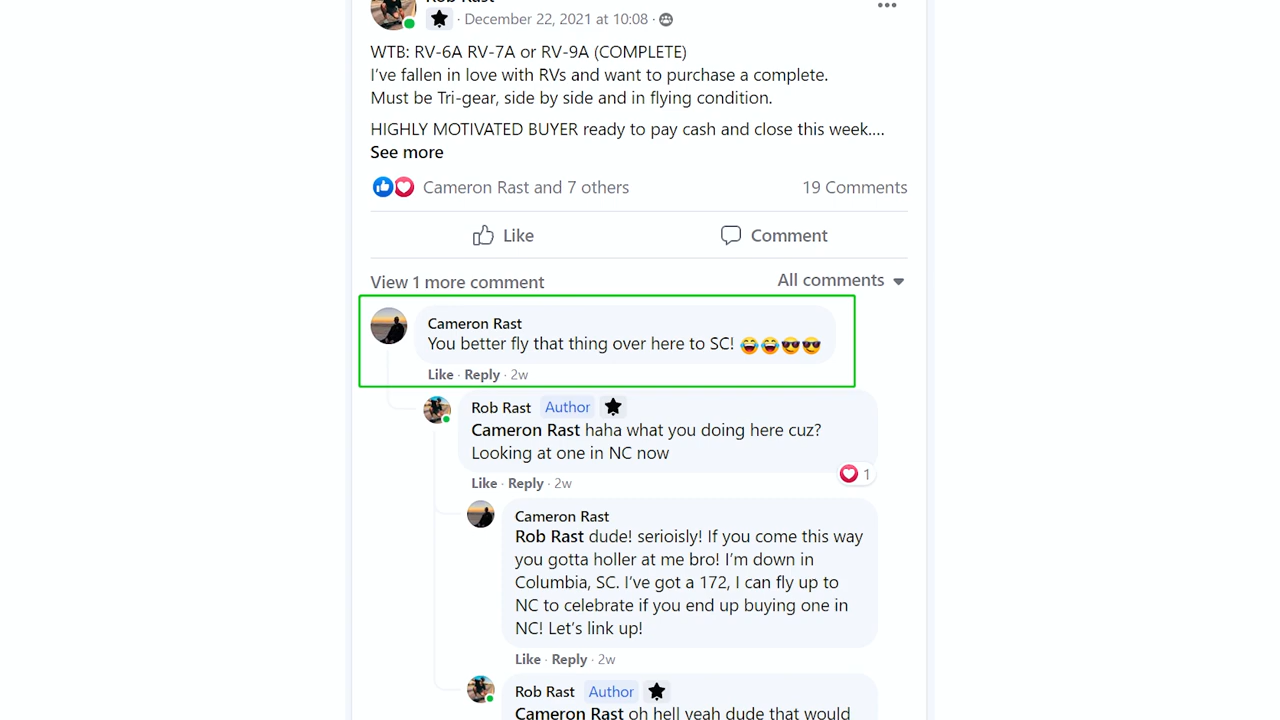 Rob Rast
· December 22, 2021 at 10:08 ·
WTB: RV-6A RV-7A or RV-9A (COMPLETE)
I've fallen in love with RVs and want to purchase a complete.
Must be Tri-gear, side by side and in flying condition.
HIGHLY MOTIVATED BUYER ready to pay cash and close this week....
See more
Cameron Rast and 7 others 19 Comments
Like Comment
View 1 more comment All comments
Cameron Rast
You better fly that thing over here to SC! 😂😂😎😎
Like · Reply · 2w
Rob Rast Author
Cameron Rast haha what you doing here cuz?
Looking at one in NC now
1
Like · Reply · 2w
Cameron Rast
Rob Rast dude! serioisly! If you come this way
you gotta holler at me bro! I'm down in
Columbia, SC. I've got a 172, I can fly up to
NC to celebrate if you end up buying one in
NC! Let's link up!
Like · Reply · 2w
Rob Rast Author
Cameron Rast oh hell yeah dude that would